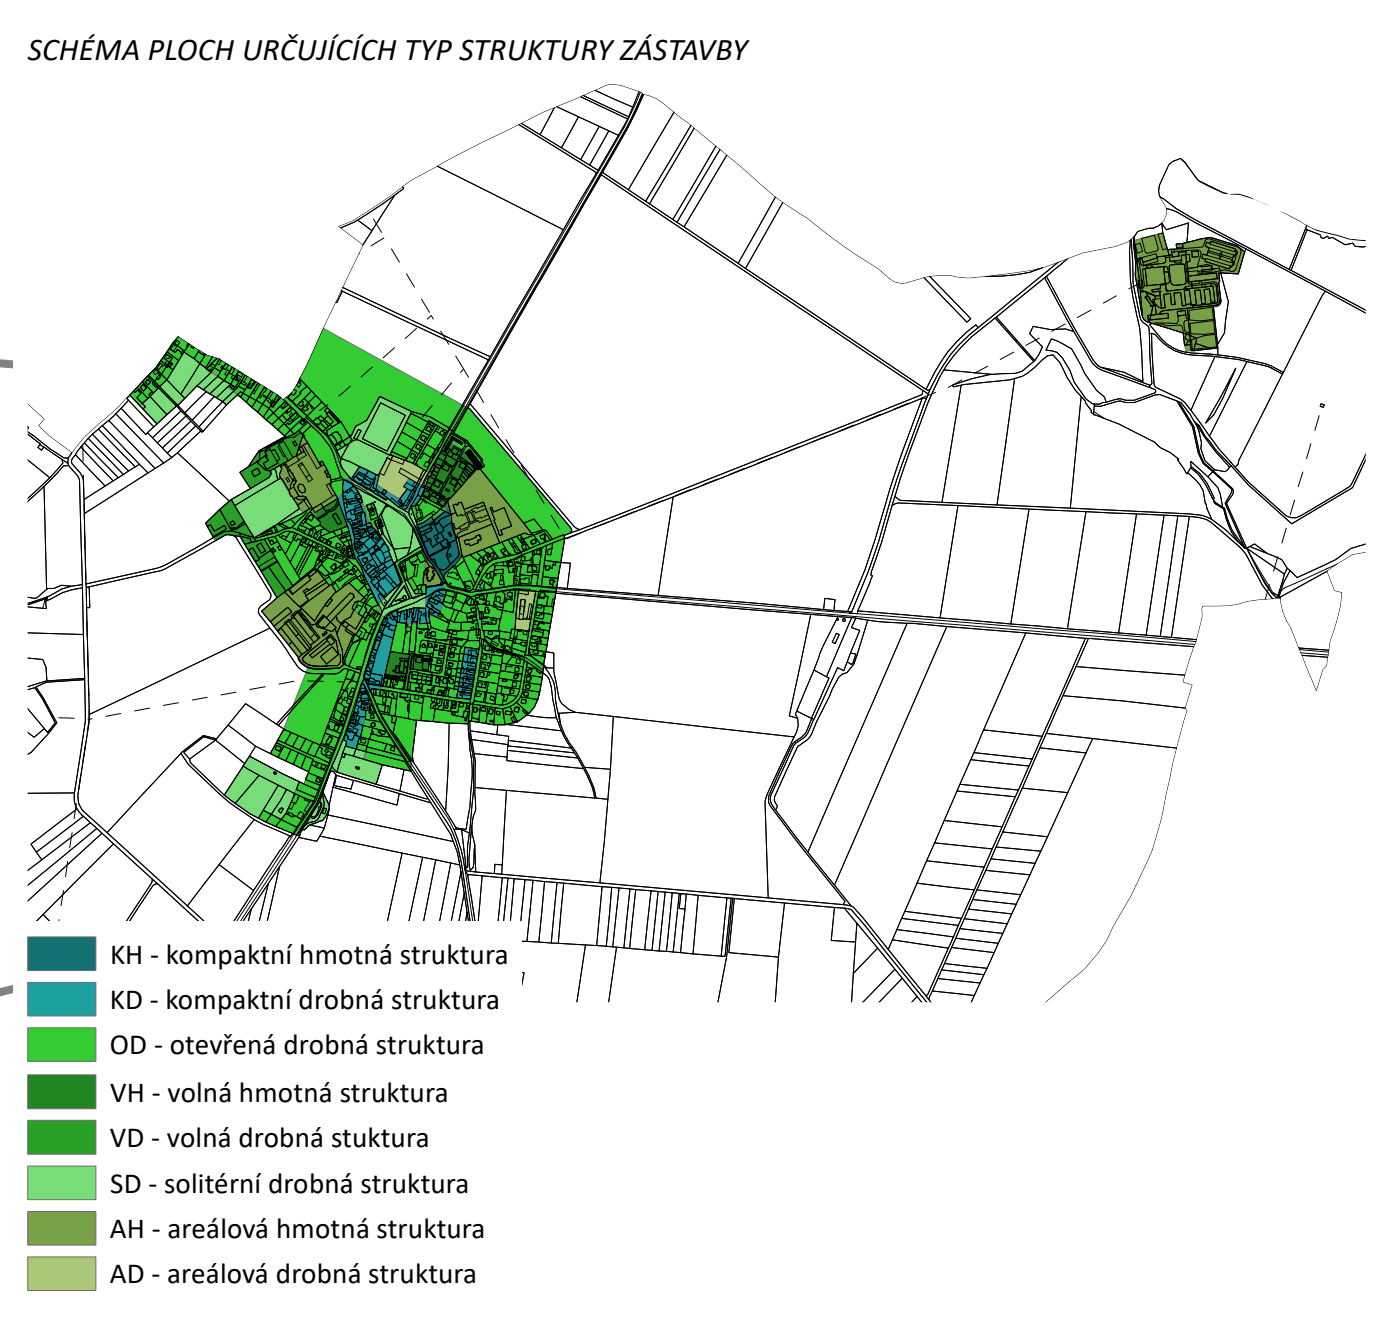 SCHÉMA PLOCH URČUJÍCÍCH TYP STRUKTURY ZÁSTAVBY
KH - kompaktní hmotná struktura
KD - kompaktní drobná struktura
OD - otevřená drobná struktura
VH - volná hmotná struktura
VD - volná drobná stuktura
SD - solitérní drobná struktura
AH - areálová hmotná struktura
AD - areálová drobná struktura